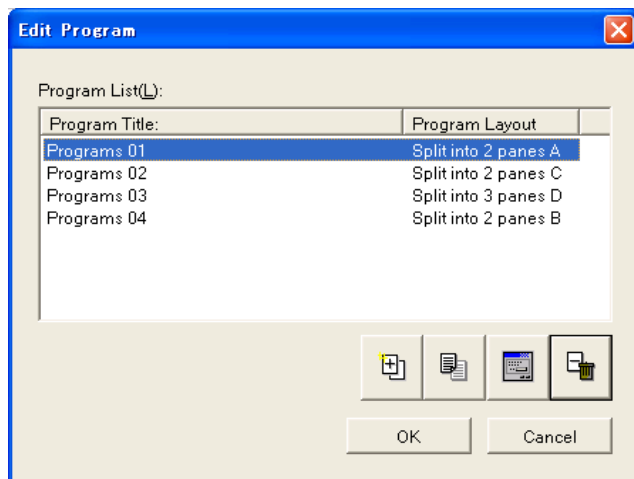 Edit Program
Program List(L):
Program Title: Program Layout
Programs 01 Split into 2 panes A
Programs 02 Split into 2 panes C
Programs 03 Split into 3 panes D
Programs 04 Split into 2 panes B
OK Cancel